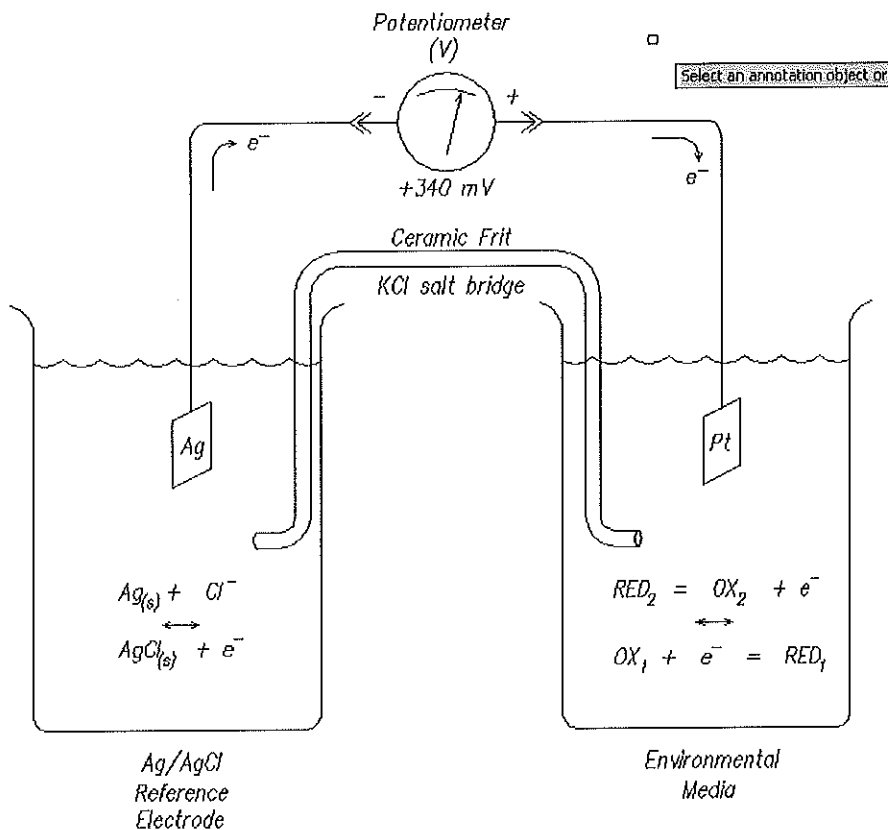 Potentiometer
(V)
Select an annotation object or
- +
e⁻ e⁻
+340 mV
Ceramic Frit
KCl salt bridge
Ag Pt
Ag(s) + Cl⁻
↔
AgCl(s) + e⁻
RED₂ = OX₂ + e⁻
↔
OX₁ + e⁻ = RED₁
Ag/AgCl
Reference
Electrode
Environmental
Media